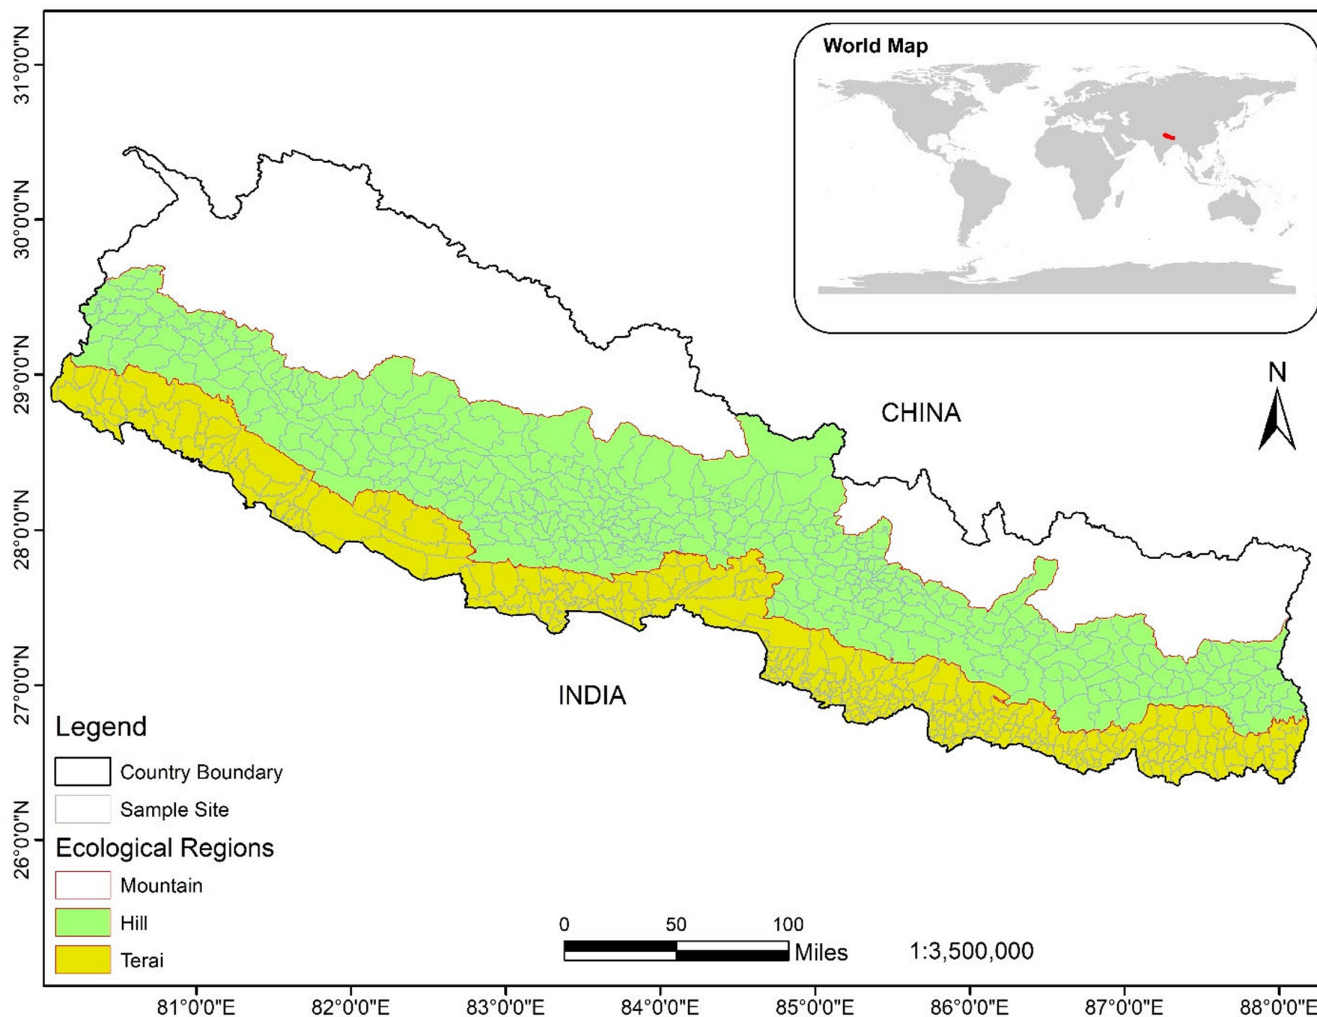 World Map
31°0'0"N
30°0'0"N
29°0'0"N
28°0'0"N
27°0'0"N
26°0'0"N
N
CHINA
INDIA
Legend
Country Boundary
Sample Site
Ecological Regions
Mountain
Hill
Terai
0 50 100
Miles
1:3,500,000
81°0'0"E 82°0'0"E 83°0'0"E 84°0'0"E 85°0'0"E 86°0'0"E 87°0'0"E 88°0'0"E